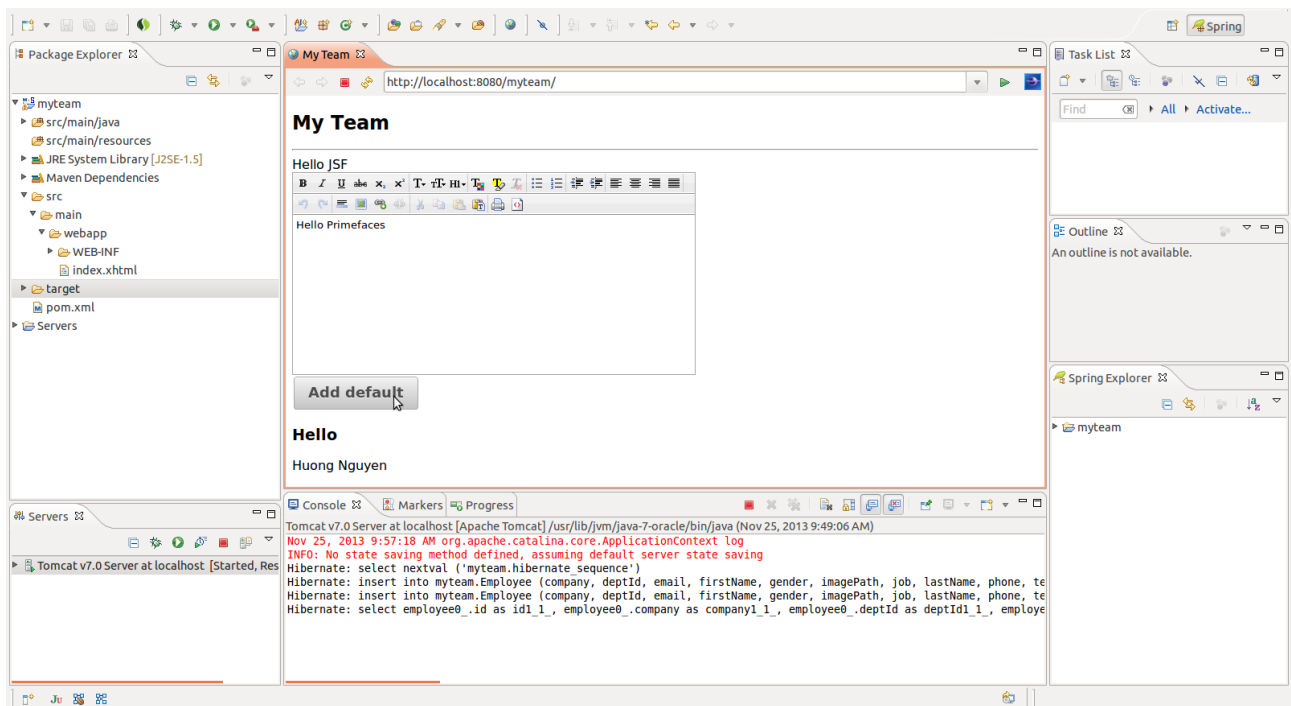 Spring
Package Explorer
myteam
src/main/java
src/main/resources
JRE System Library [J2SE-1.5]
Maven Dependencies
src
main
webapp
WEB-INF
index.xhtml
target
pom.xml
Servers
My Team
http://localhost:8080/myteam/
My Team
Hello JSF
Hello Primefaces
Add default
Hello
Huong Nguyen
Task List
Find
All
Activate...
Outline
An outline is not available.
Spring Explorer
myteam
Servers
Tomcat v7.0 Server at localhost [Started, Res
Console
Markers
Progress
Tomcat v7.0 Server at localhost [Apache Tomcat] /usr/lib/jvm/java-7-oracle/bin/java (Nov 25, 2013 9:49:06 AM)
Nov 25, 2013 9:57:18 AM org.apache.catalina.core.ApplicationContext log
INFO: No state saving method defined, assuming default server state saving
Hibernate: select nextval ('myteam.hibernate_sequence')
Hibernate: insert into myteam.Employee (company, deptId, email, firstName, gender, imagePath, job, lastName, phone, te
Hibernate: insert into myteam.Employee (company, deptId, email, firstName, gender, imagePath, job, lastName, phone, te
Hibernate: select employee0_.id as id1_1_, employee0_.company as company1_1_, employee0_.deptId as deptId1_1_, employe